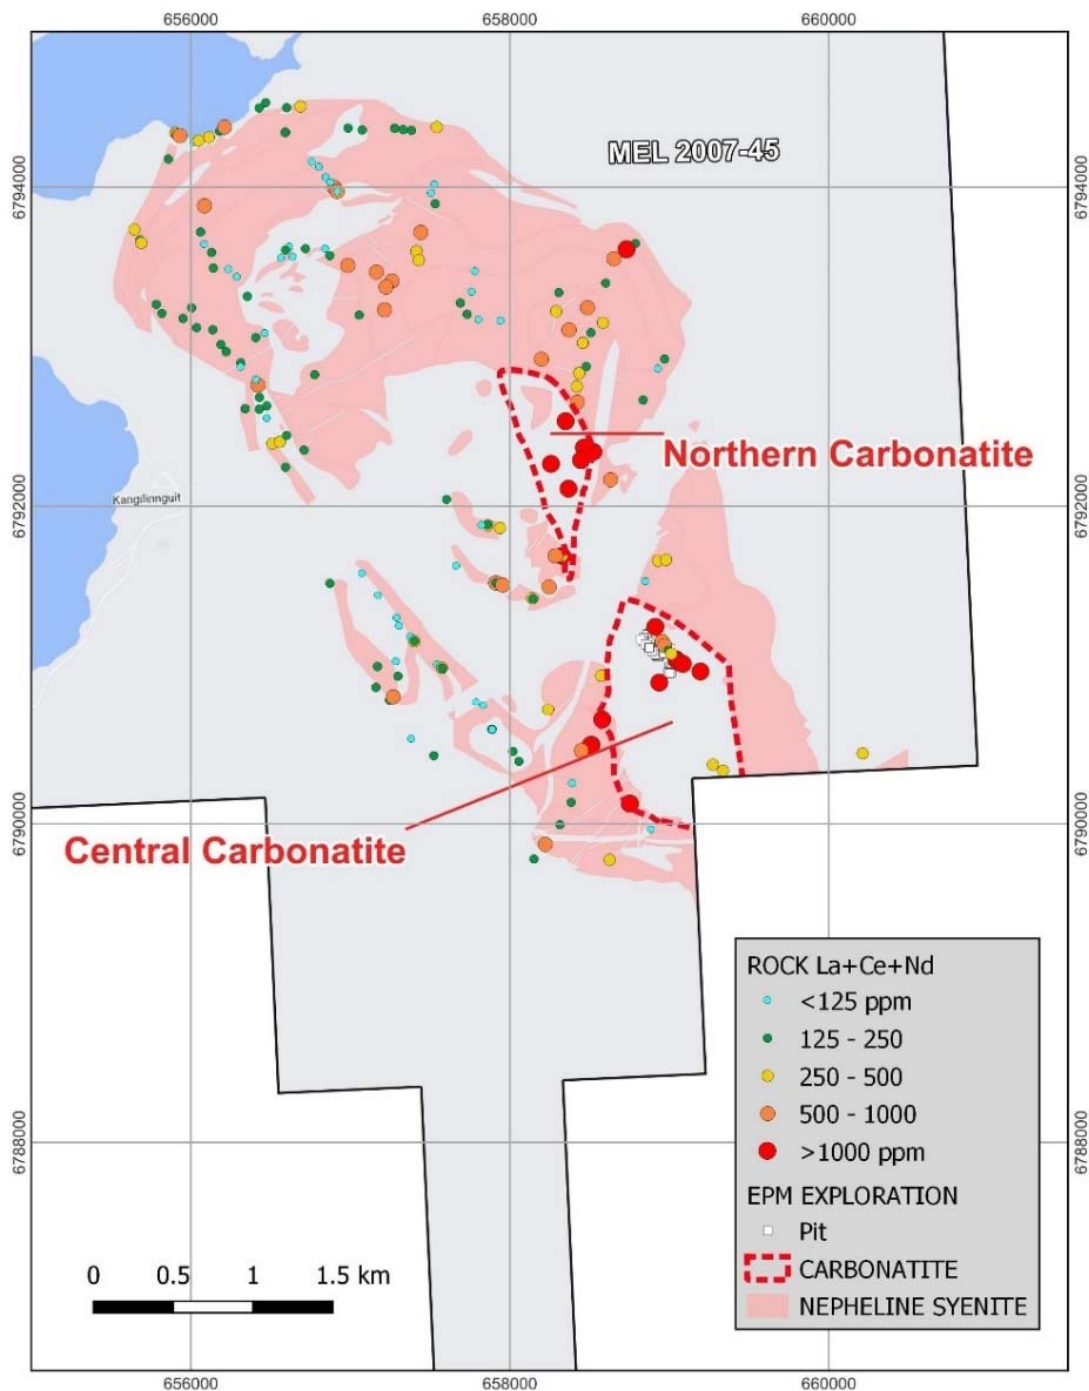 656000
658000
660000
MEL 2007-45
6794000
6794000
Northern Carbonatite
Kangilinnguit
6792000
6792000
Central Carbonatite
6790000
6790000
ROCK La+Ce+Nd
<125 ppm
125 - 250
250 - 500
500 - 1000
>1000 ppm
EPM EXPLORATION
Pit
CARBONATITE
NEPHELINE SYENITE
6788000
6788000
0 0.5 1 1.5 km
656000
658000
660000